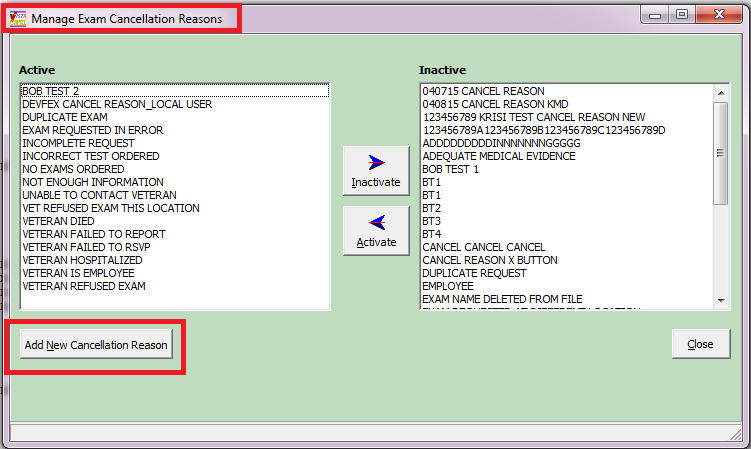 Manage Exam Cancellation Reasons
Active
BOB TEST 2
DEVFEX CANCEL REASON_LOCAL USER
DUPLICATE EXAM
EXAM REQUESTED IN ERROR
INCOMPLETE REQUEST
INCORRECT TEST ORDERED
NO EXAMS ORDERED
NOT ENOUGH INFORMATION
UNABLE TO CONTACT VETERAN
VET REFUSED EXAM THIS LOCATION
VETERAN DIED
VETERAN FAILED TO REPORT
VETERAN FAILED TO RSVP
VETERAN HOSPITALIZED
VETERAN IS EMPLOYEE
VETERAN REFUSED EXAM
Inactivate
Activate
Inactive
040715 CANCEL REASON
040815 CANCEL REASON KMD
123456789 KRISI TEST CANCEL REASON NEW
123456789A123456789B123456789C123456789D
ADDDDDDDDDINNNNNNNGGGGG
ADEQUATE MEDICAL EVIDENCE
BOB TEST 1
BT1
BT1
BT2
BT3
BT4
CANCEL CANCEL CANCEL
CANCEL REASON X BUTTON
DUPLICATE REQUEST
EMPLOYEE
EXAM NAME DELETED FROM FILE
Add New Cancellation Reason
Close